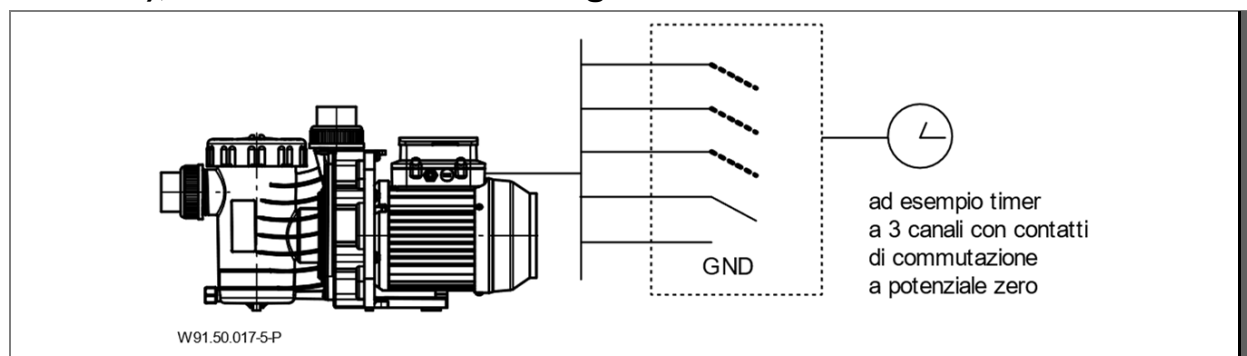 GND
ad esempio timer
a 3 canali con contatti
di commutazione
a potenziale zero
W91.50.017-5-P